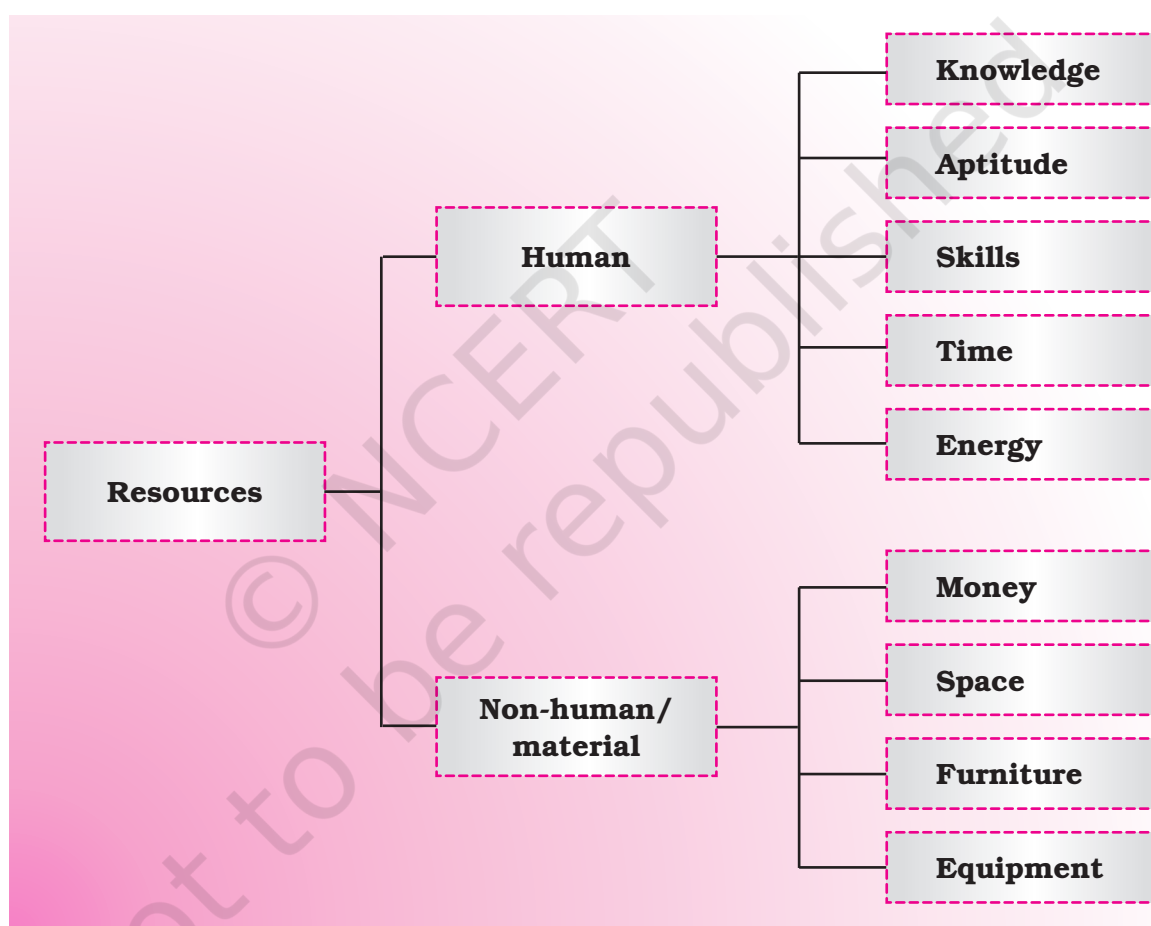 Knowledge
Aptitude
Human
Skills
Time
Energy
Resources
Money
Space
Non-human/
material
Furniture
Equipment
© NCERT
not to be republished